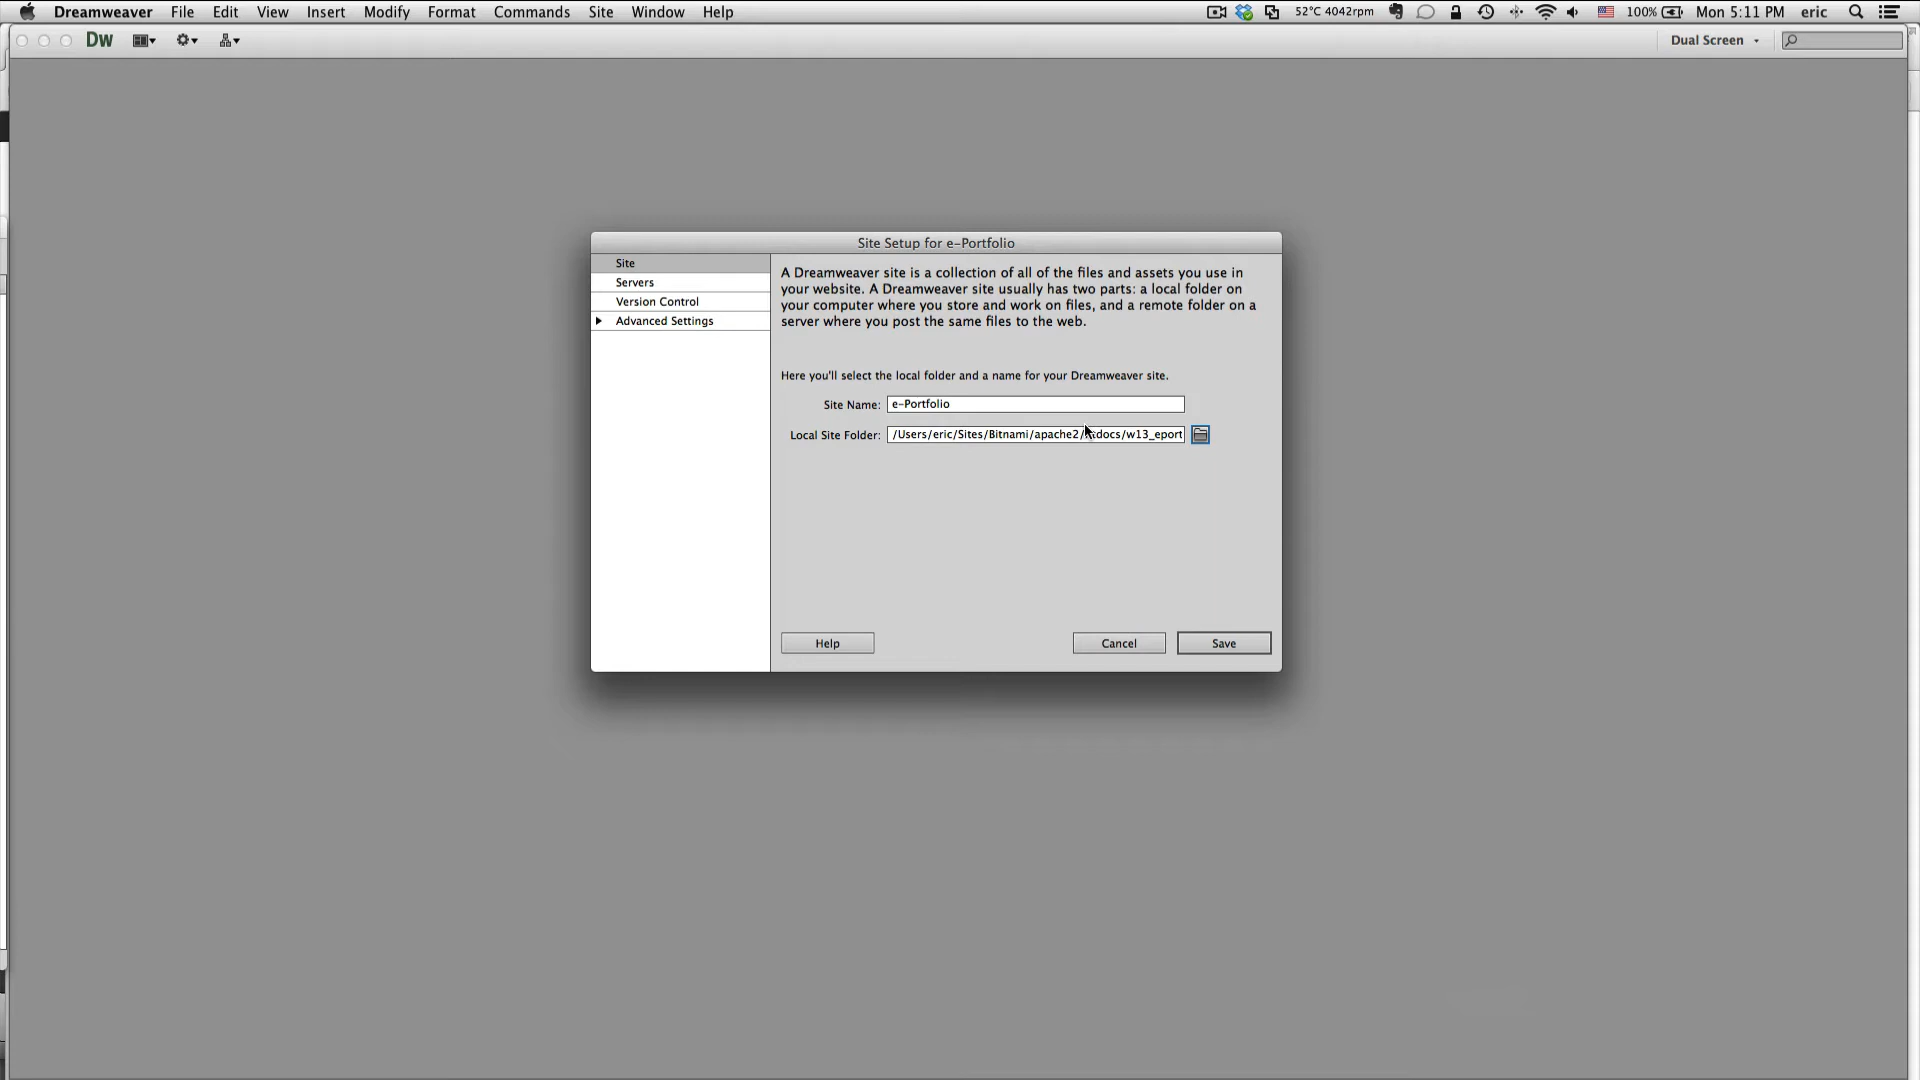 Dreamweaver File Edit View Insert Modify Format Commands Site Window Help 52°C 4042rpm 100% Mon 5:11 PM eric
Dw Dual Screen
Site Setup for e-Portfolio
Site
Servers
Version Control
Advanced Settings
A Dreamweaver site is a collection of all of the files and assets you use in
your website. A Dreamweaver site usually has two parts: a local folder on
your computer where you store and work on files, and a remote folder on a
server where you post the same files to the web.
Here you'll select the local folder and a name for your Dreamweaver site.
Site Name: e-Portfolio
Local Site Folder: /Users/eric/Sites/Bitnami/apache2/ docs/w13_eport
Help Cancel Save